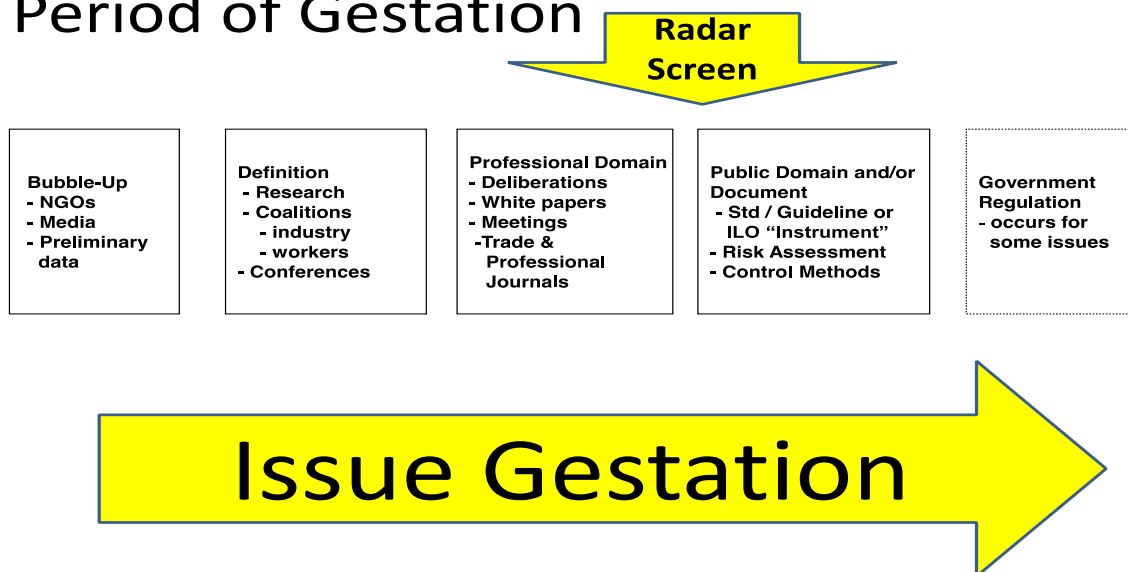 Period of Gestation
Radar
Screen
Bubble-Up
- NGOs
- Media
- Preliminary
data
Definition
- Research
- Coalitions
- industry
- workers
- Conferences
Professional Domain
- Deliberations
- White papers
- Meetings
-Trade &
Professional
Journals
Public Domain and/or
Document
- Std / Guideline or
ILO “Instrument”
- Risk Assessment
- Control Methods
Government
Regulation
- occurs for
some issues
Issue Gestation